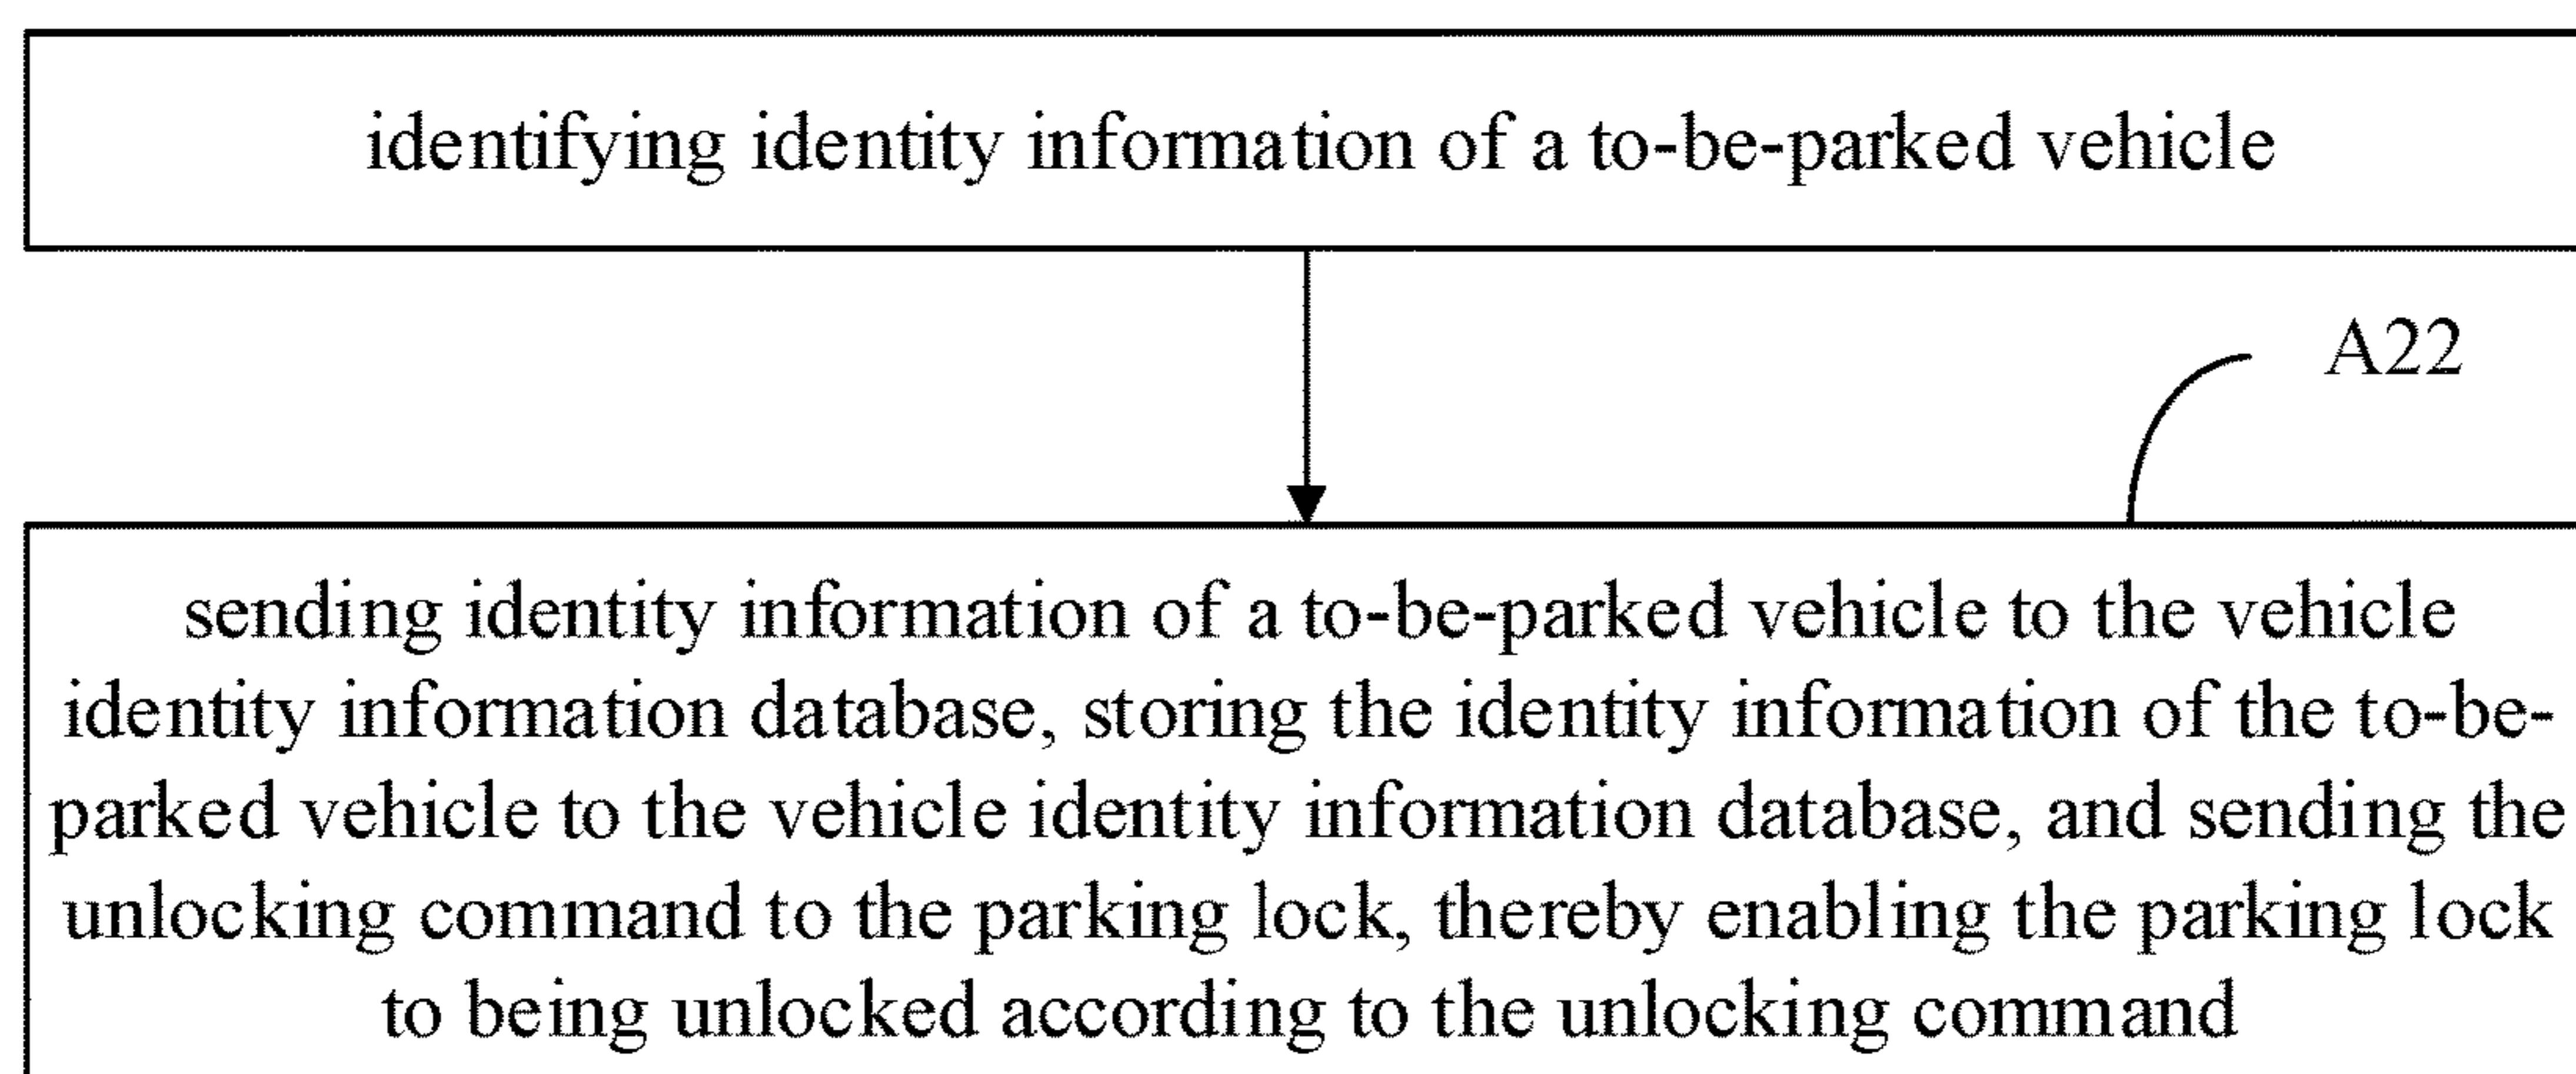 identifying identity information of a to-be-parked vehicle
A22
sending identity information of a to-be-parked vehicle to the vehicle
identity information database, storing the identity information of the to-be-
parked vehicle to the vehicle identity information database, and sending the
unlocking command to the parking lock, thereby enabling the parking lock
to being unlocked according to the unlocking command